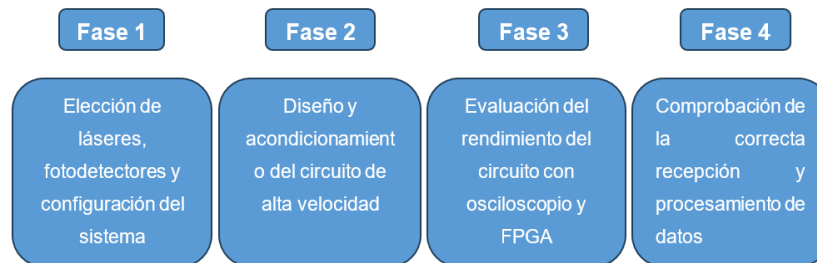 Fase 1
Fase 2
Fase 3
Fase 4
Elección de
láseres,
fotodetectores y
configuración del
sistema
Diseño y
acondicionamient
o del circuito de
alta velocidad
Evaluación del
rendimiento del
circuito con
osciloscopio y
FPGA
Comprobación de
la correcta
recepción y
procesamiento de
datos